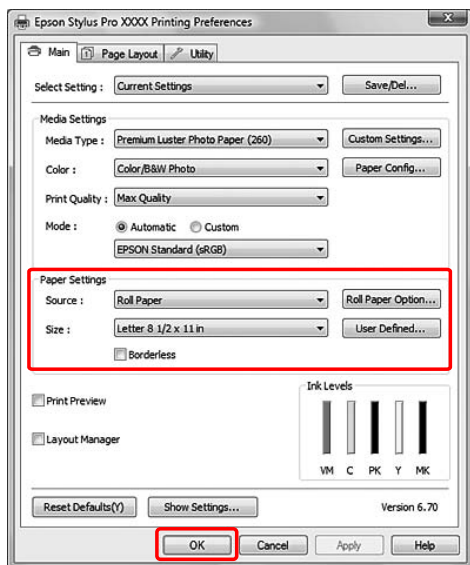 Epson Stylus Pro XXXX Printing Preferences
Main Page Layout Utility
Select Setting : Current Settings Save/Del...
Media Settings
Media Type : Premium Luster Photo Paper (260) Custom Settings...
Color : Color/B&W Photo Paper Config...
Print Quality : Max Quality
Mode : Automatic Custom
EPSON Standard (sRGB)
Paper Settings
Source : Roll Paper Roll Paper Option...
Size : Letter 8 1/2 x 11 in User Defined...
Borderless
Print Preview
Layout Manager
Ink Levels
VM C PK Y MK
Reset Defaults(Y) Show Settings... Version 6.70
OK Cancel Apply Help